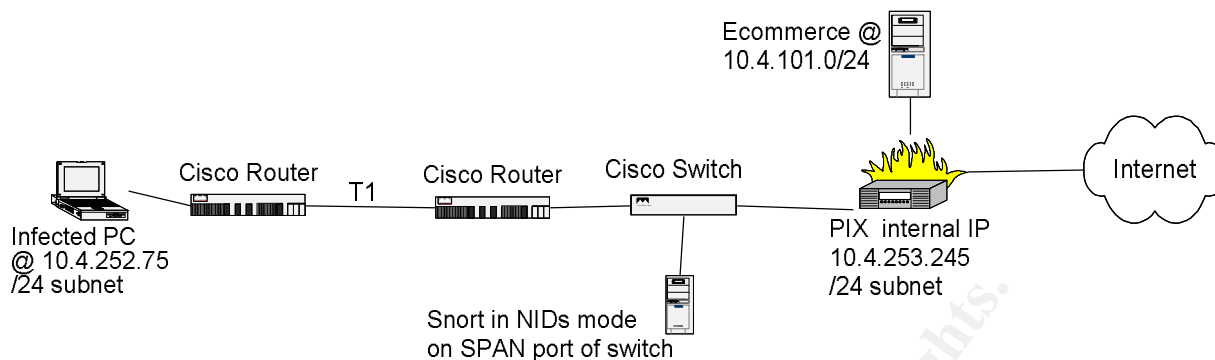 Ecommerce @
10.4.101.0/24
Cisco Router
T1
Cisco Router
Cisco Switch
Internet
Infected PC
@ 10.4.252.75
/24 subnet
PIX internal IP
10.4.253.245
/24 subnet
Snort in NIDs mode
on SPAN port of switch
ghts.